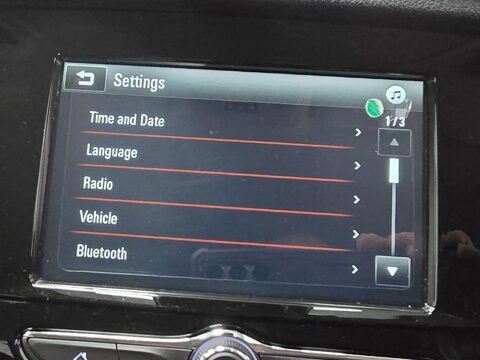 Settings
1/3
Time and Date
Language
Radio
Vehicle
Bluetooth